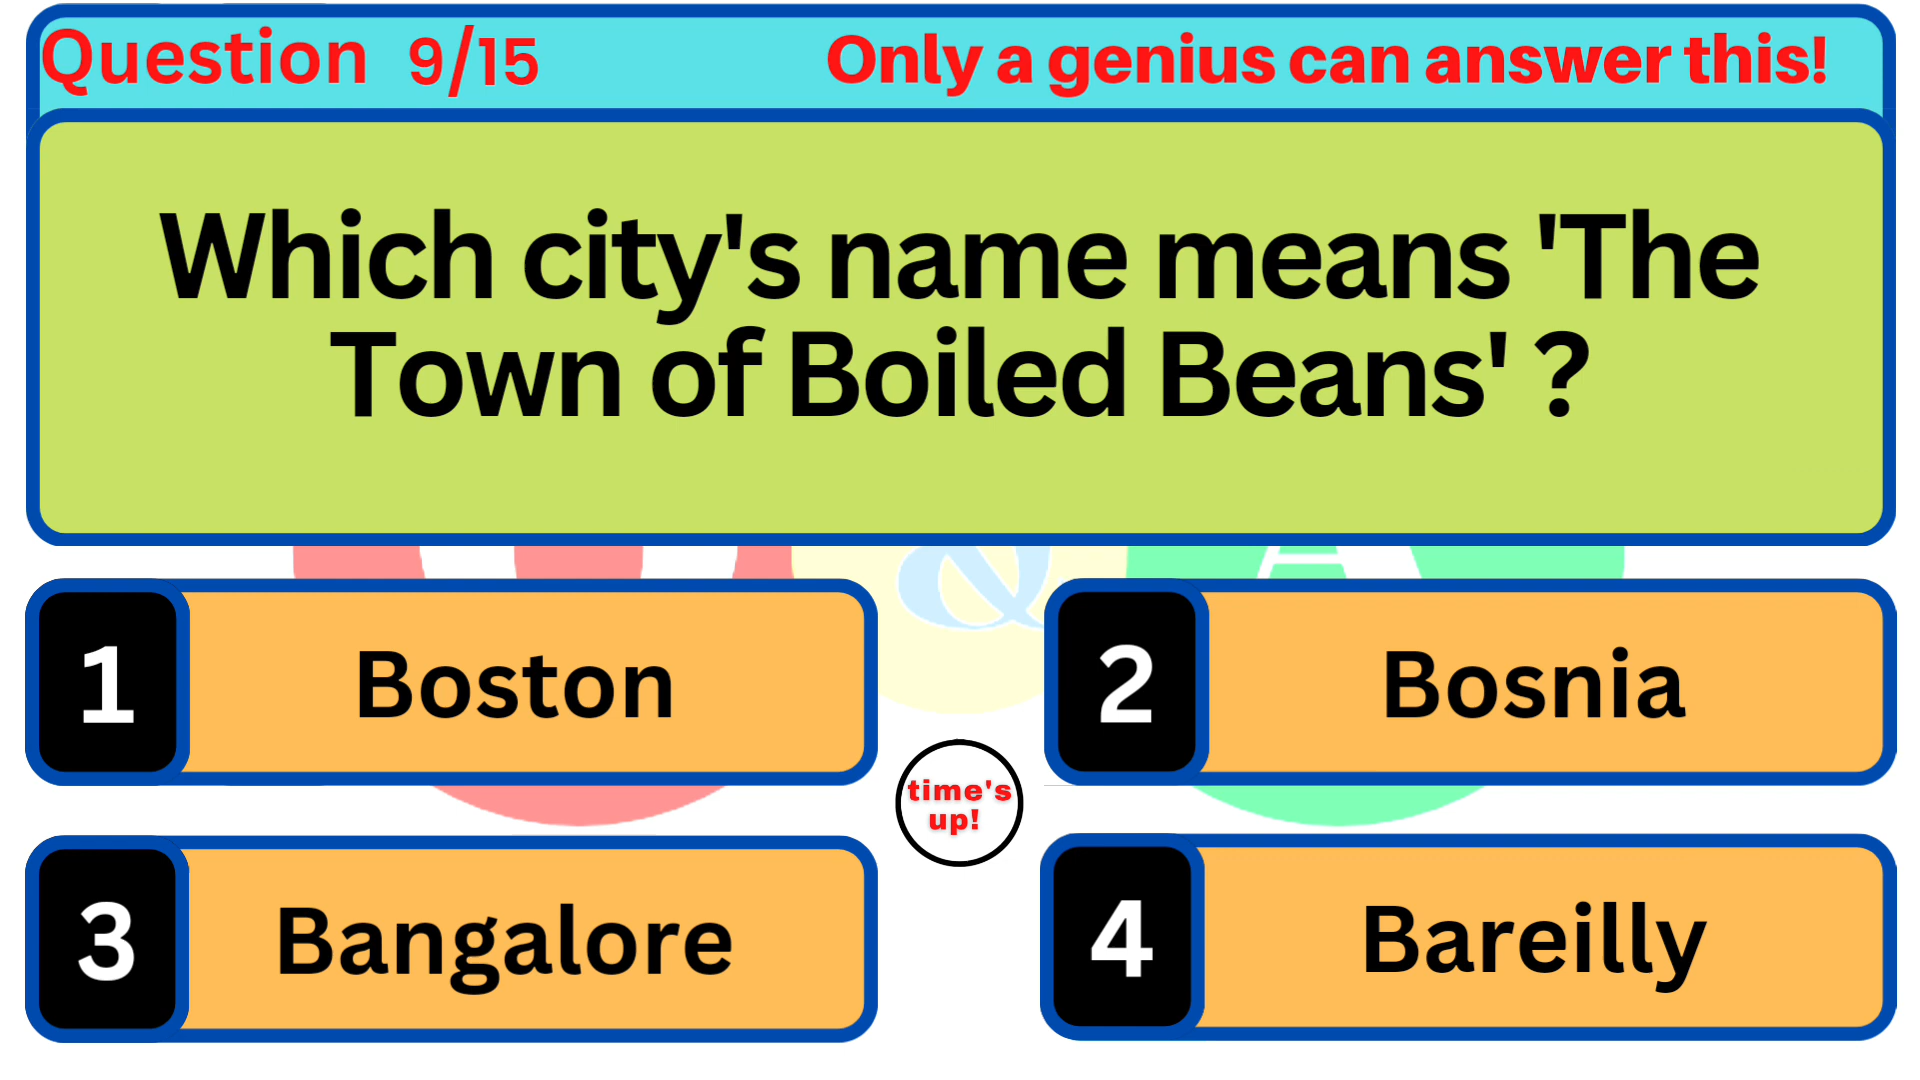 Question 9/15
Only a genius can answer this!
Which city's name means 'The
Town of Boiled Beans' ?
&
A
1 Boston
2 Bosnia
time's
up!
3 Bangalore
4 Bareilly